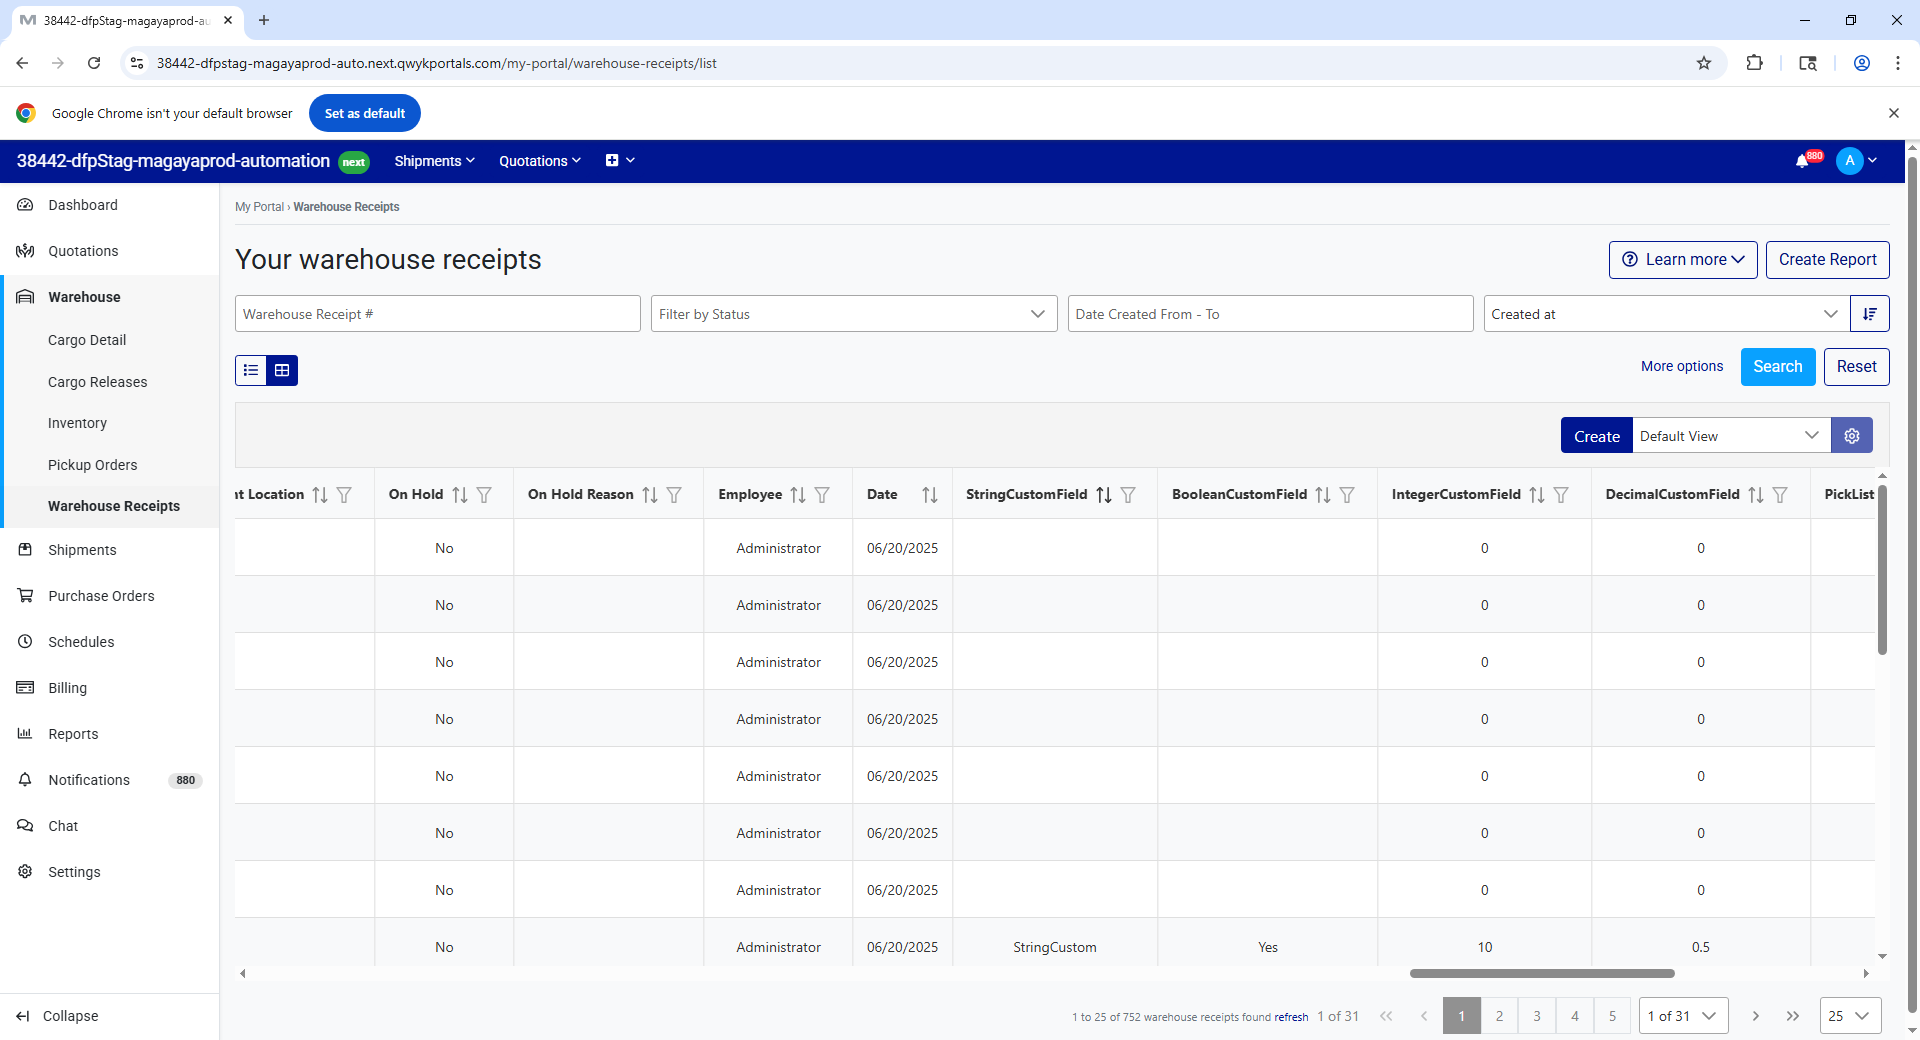 38442-dfpStag-magayaprod-au
38442-dfpstag-magayaprod-auto.next.qwykportals.com/my-portal/warehouse-receipts/list
Google Chrome isn't your default browser
Set as default
38442-dfpStag-magayaprod-automation next Shipments Quotations 880 A
Dashboard
Quotations
Warehouse
Cargo Detail
Cargo Releases
Inventory
Pickup Orders
Warehouse Receipts
Shipments
Purchase Orders
Schedules
Billing
Reports
Notifications 880
Chat
Settings
Collapse
My Portal › Warehouse Receipts
Your warehouse receipts
Learn more Create Report
Warehouse Receipt # Filter by Status Date Created From - To Created at
More options Search Reset
Create Default View
nt Location On Hold On Hold Reason Employee Date StringCustomField BooleanCustomField IntegerCustomField DecimalCustomField PickList
No Administrator 06/20/2025 0 0
No Administrator 06/20/2025 0 0
No Administrator 06/20/2025 0 0
No Administrator 06/20/2025 0 0
No Administrator 06/20/2025 0 0
No Administrator 06/20/2025 0 0
No Administrator 06/20/2025 0 0
No Administrator 06/20/2025 StringCustom Yes 10 0.5
1 to 25 of 752 warehouse receipts found refresh 1 of 31 1 2 3 4 5 1 of 31 25